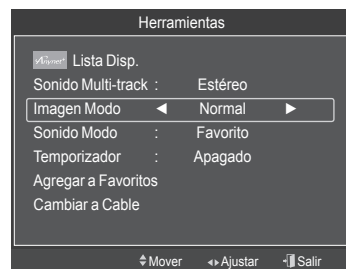 Herramientas
Anynet+ Lista Disp.
Sonido Multi-track : Estéreo
Imagen Modo ◄ Normal ►
Sonido Modo : Favorito
Temporizador : Apagado
Agregar a Favoritos
Cambiar a Cable
Mover Ajustar Salir